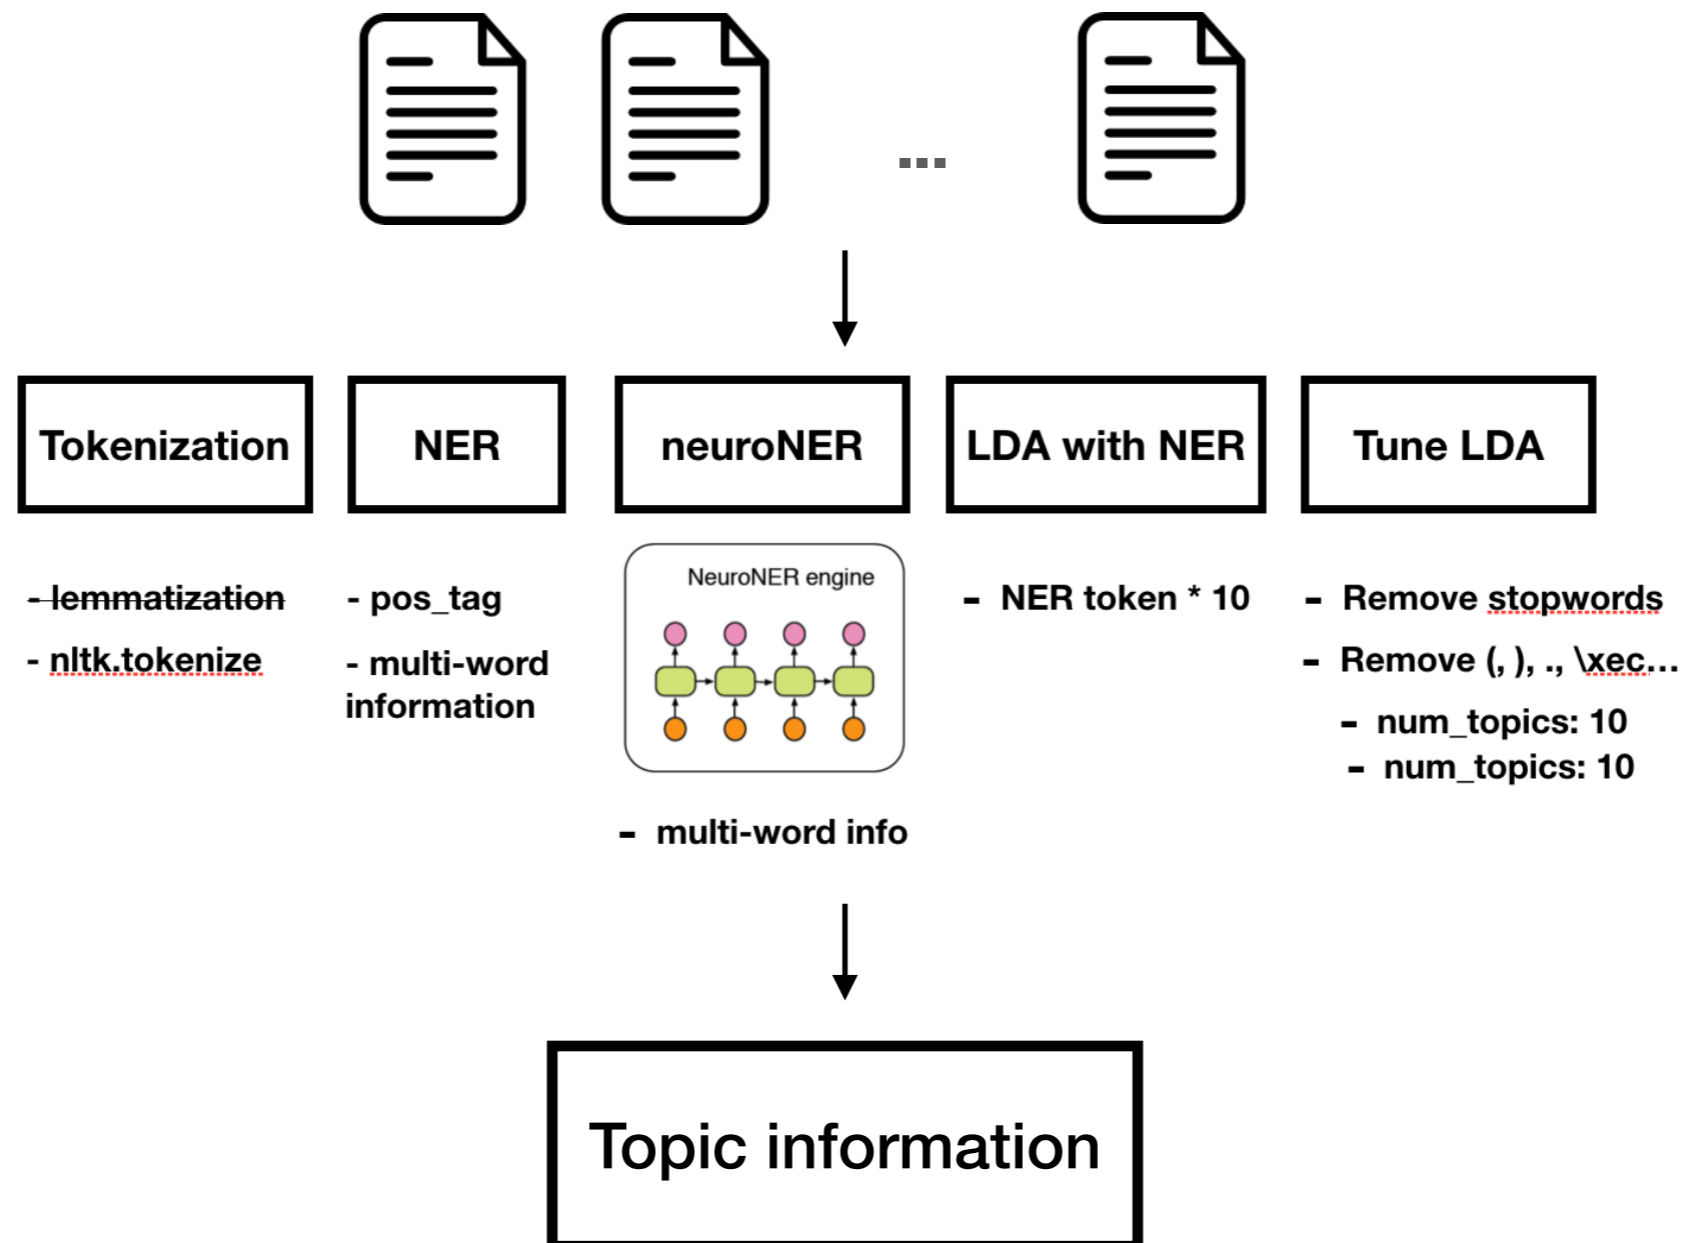 ...
Tokenization
NER
neuroNER
LDA with NER
Tune LDA
- lemmatization
- nltk.tokenize
- pos_tag
- multi-word
information
NeuroNER engine
- multi-word info
- NER token * 10
- Remove stopwords
- Remove (, ), ., \xec…
- num_topics: 10
- num_topics: 10
Topic information